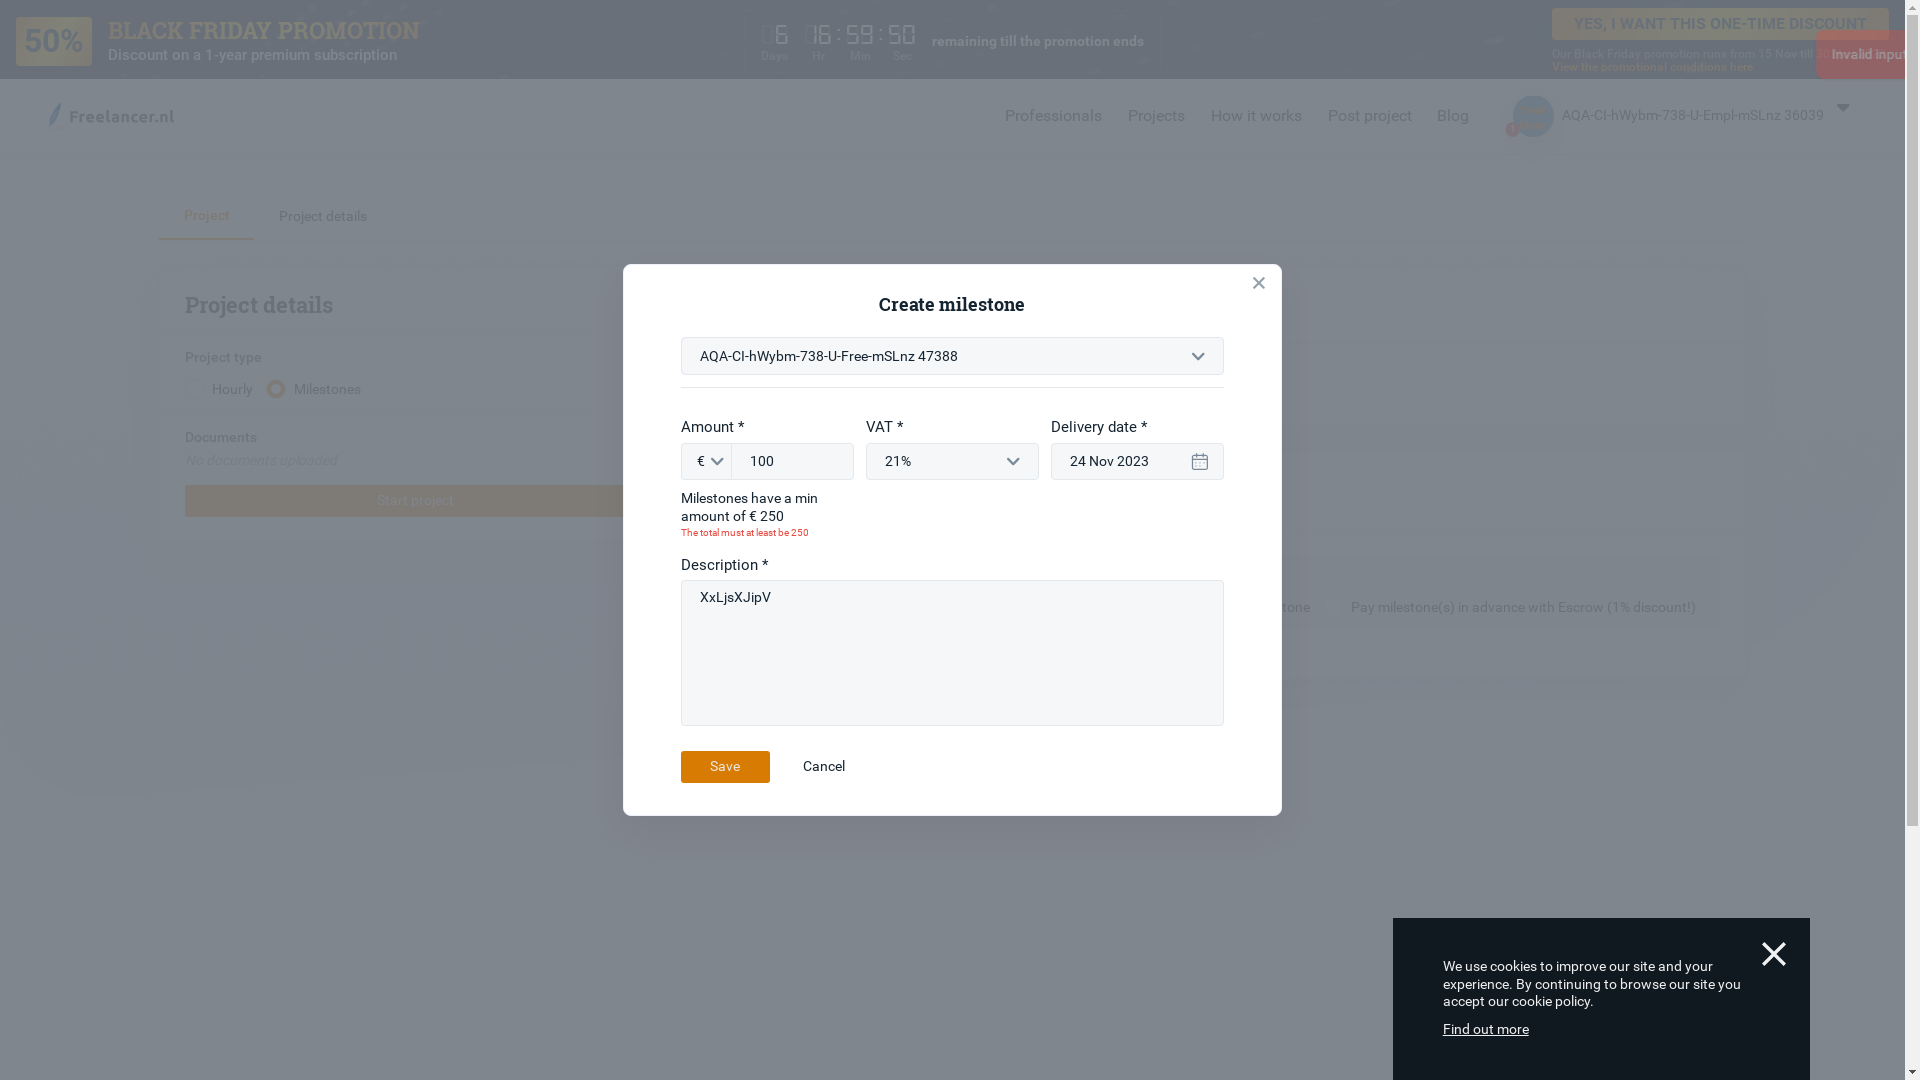 50%
BLACK FRIDAY PROMOTION
Discount on a 1-year premium subscription
6 16 : 59 : 50
Days Hr Min Sec
remaining till the promotion ends
YES, I WANT THIS ONE-TIME DISCOUNT
Our Black Friday promotion runs from 15 Nov till
View the promotional conditions here
Invalid input
Freelancer.nl
Professionals
Projects
How it works
Post project
Blog
AQA-CI-hWybm-738-U-Empl-mSLnz 36039
Project
Project details
Project details
Project type
Hourly
Milestones
Documents
No documents uploaded
Start project
Create milestone
AQA-CI-hWybm-738-U-Free-mSLnz 47388
Amount *
VAT *
Delivery date *
€
100
21%
24 Nov 2023
Milestones have a min
amount of € 250
The total must at least be 250
Description *
XxLjsXJipV
Save
Cancel
tone
Pay milestone(s) in advance with Escrow (1% discount!)
We use cookies to improve our site and your
experience. By continuing to browse our site you
accept our cookie policy.
Find out more